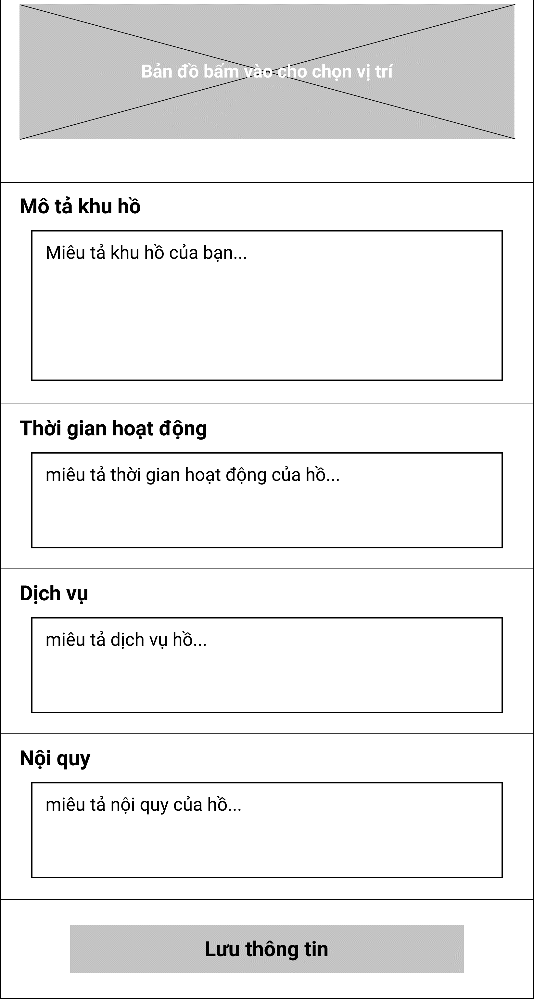 Bản đồ bấm vào cho chọn vị trí
Mô tả khu hồ
Miêu tả khu hồ của bạn...
Thời gian hoạt động
miêu tả thời gian hoạt động của hồ...
Dịch vụ
miêu tả dịch vụ hồ...
Nội quy
miêu tả nội quy của hồ...
Lưu thông tin